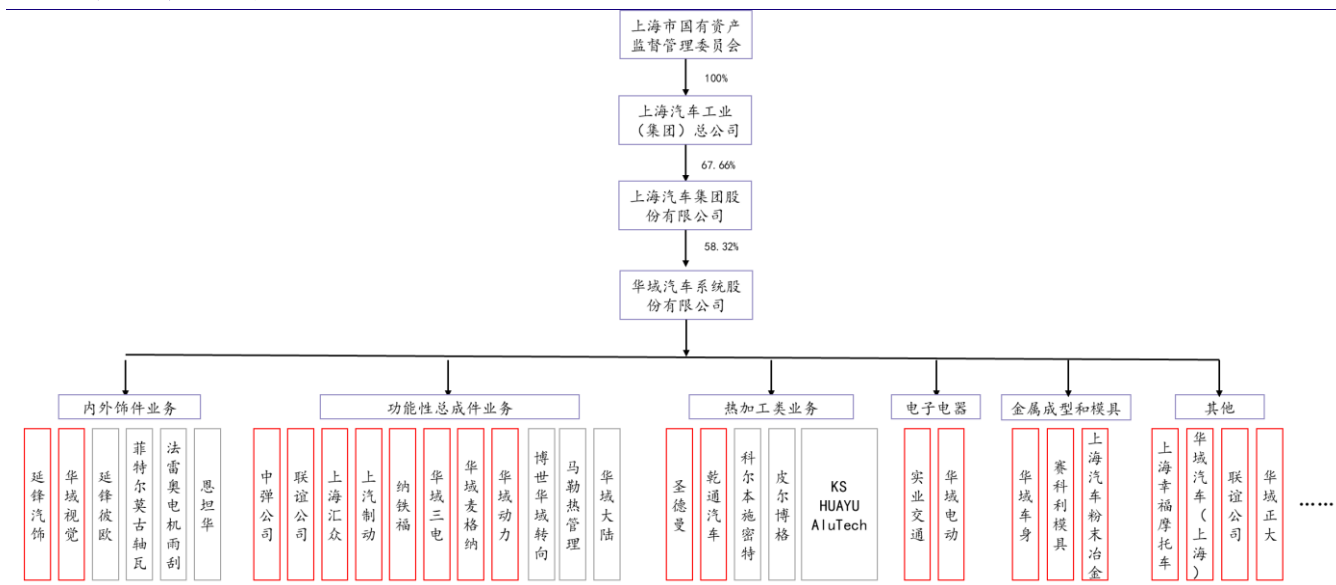 上海市国有资产
监督管理委员会
100%
上海汽车工业
（集团）总公司
67.66%
上海汽车集团股
份有限公司
58.32%
华域汽车系统股
份有限公司
内外饰件业务
功能性总成件业务
热加工类业务
电子电器
金属成型和模具
其他
延锋汽饰
华域视觉
延锋彼欧
菲特尔莫古轴瓦
法雷奥电机雨刮
恩坦华
中弹公司
联谊公司
上海汇众
上汽制动
纳铁福
华域三电
华域麦格纳
华域动力
博世华域转向
马勒热管理
华域大陆
圣德曼
乾通汽车
科尔本施密特
皮尔博格
KS
HUAYU
AluTech
实业交通
华域电动
华域车身
赛科利模具
上海汽车粉末冶金
上海幸福摩托车
华域汽车（上海）
联谊公司
华域正大
……